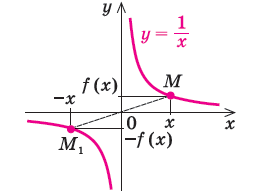 y
y = 1/x
f(x)
M
−x
0
x
x
M₁
−f(x)